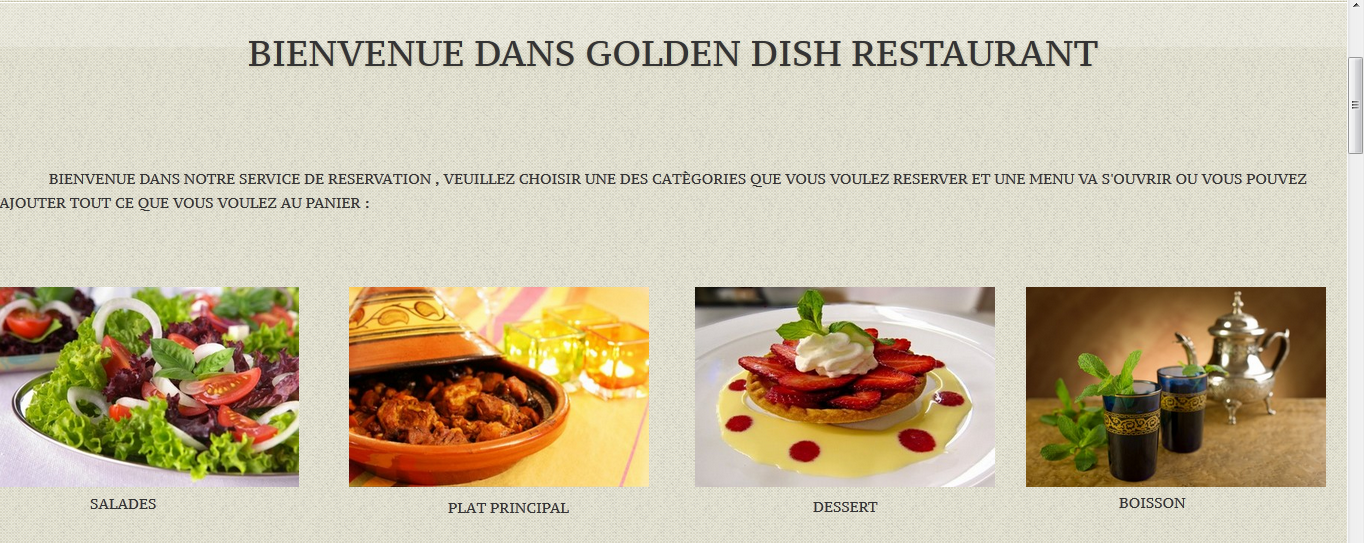 BIENVENUE DANS GOLDEN DISH RESTAURANT
BIENVENUE DANS NOTRE SERVICE DE RESERVATION , VEUILLEZ CHOISIR UNE DES CATÈGORIES QUE VOUS VOULEZ RESERVER ET UNE MENU VA S'OUVRIR OU VOUS POUVEZ
AJOUTER TOUT CE QUE VOUS VOULEZ AU PANIER :
SALADES
PLAT PRINCIPAL
DESSERT
BOISSON